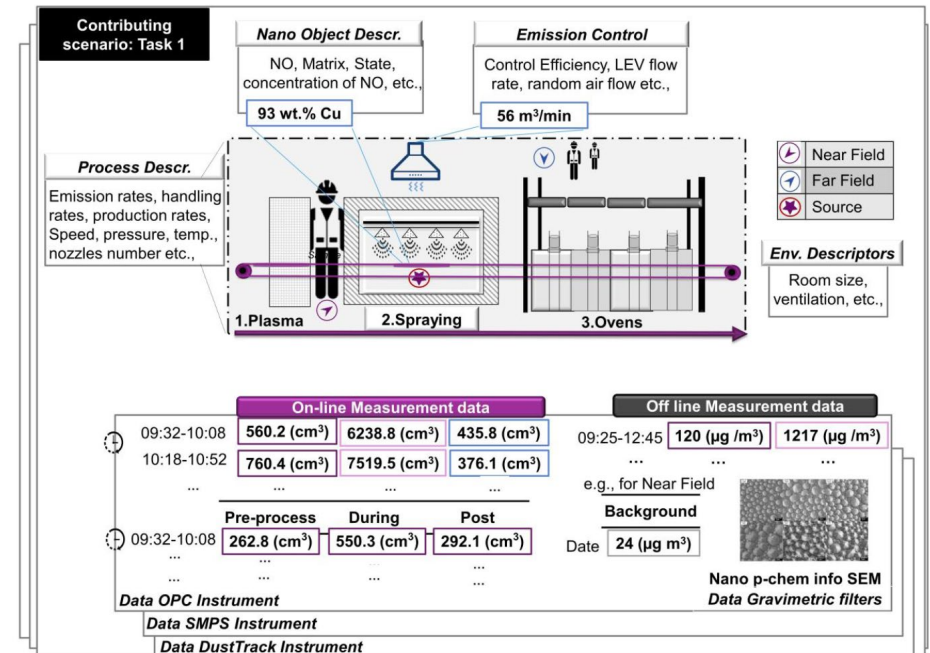 Contributing
scenario: Task 1
Nano Object Descr.
NO, Matrix, State,
concentration of NO, etc.,
93 wt.% Cu
Emission Control
Control Efficiency, LEV flow
rate, random air flow etc.,
56 m³/min
Process Descr.
Emission rates, handling
rates, production rates,
Speed, pressure, temp.,
nozzles number etc.,
Near Field
Far Field
Source
Env. Descriptors
Room size,
ventilation, etc.,
1.Plasma
2.Spraying
3.Ovens
On-line Measurement data
09:32-10:08 560.2 (cm³) 6238.8 (cm³) 435.8 (cm³)
10:18-10:52 760.4 (cm³) 7519.5 (cm³) 376.1 (cm³)
... ... ... ...
Pre-process During Post
09:32-10:08 262.8 (cm³) 550.3 (cm³) 292.1 (cm³)
... ... ... ...
... ... ... ...
Data OPC Instrument
Data SMPS Instrument
Data DustTrack Instrument
Off line Measurement data
09:25-12:45 120 (µg /m³) 1217 (µg /m³)
... ... ...
e.g., for Near Field
Background
Date 24 (µg m³)
Nano p-chem info SEM
Data Gravimetric filters